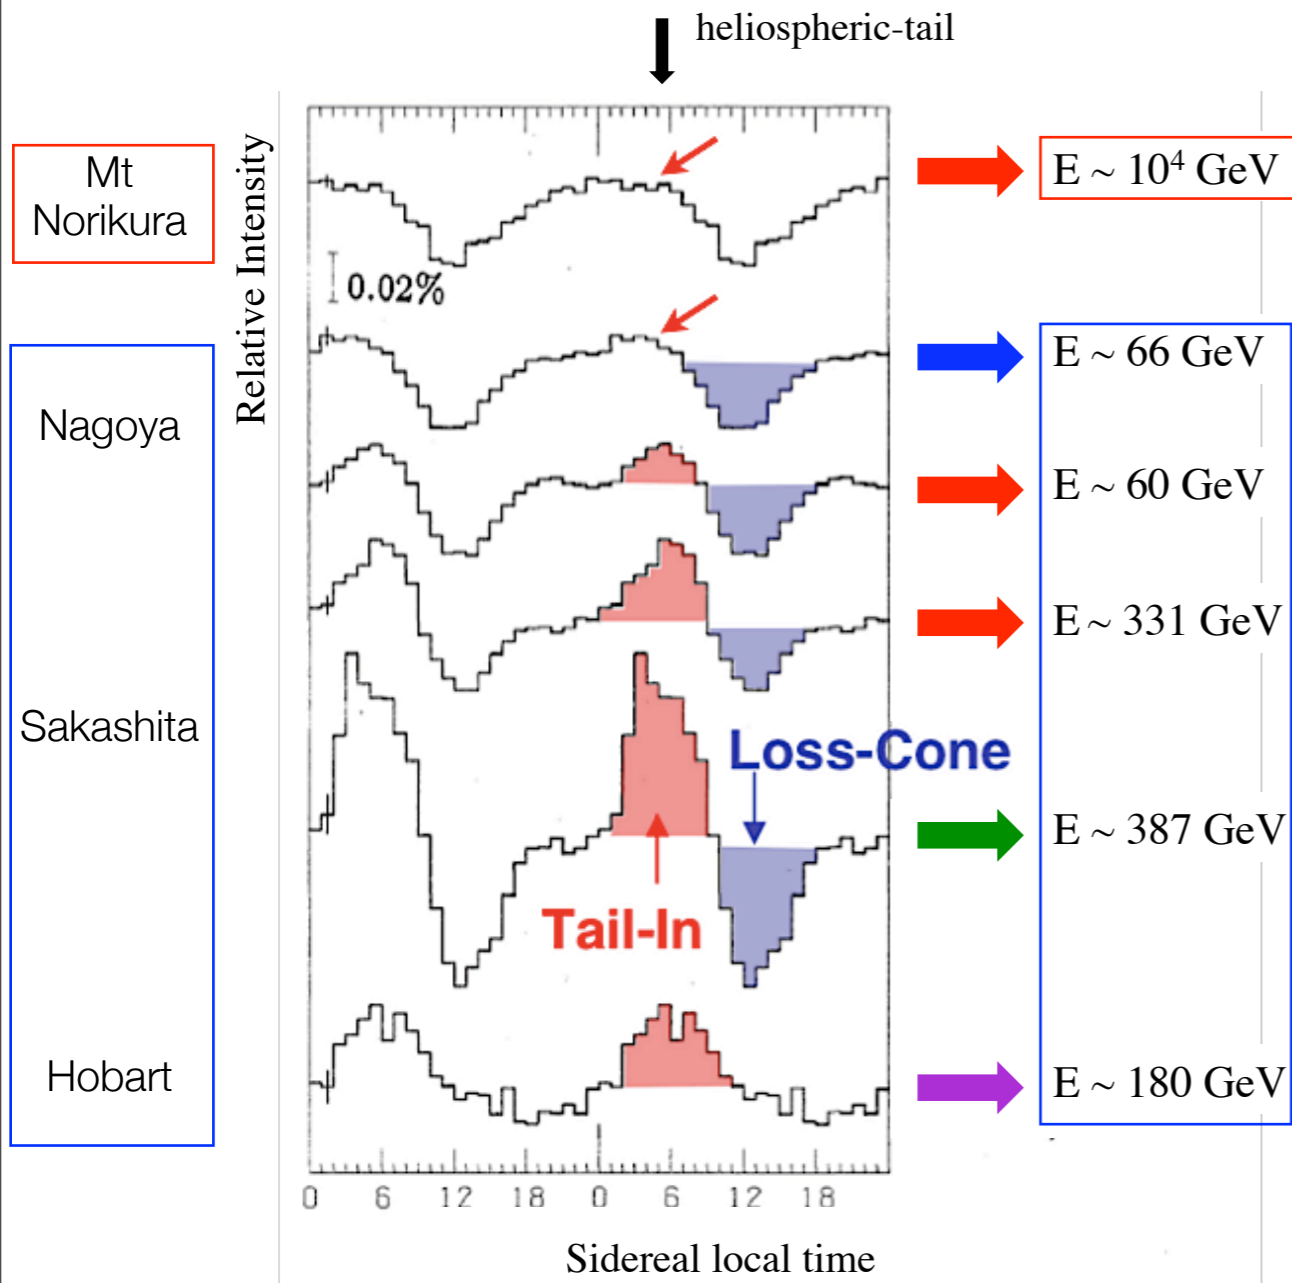 heliospheric-tail
Mt
Norikura
Relative Intensity
E ~ 10⁴ GeV
0.02%
E ~ 66 GeV
Nagoya
E ~ 60 GeV
E ~ 331 GeV
Sakashita
Loss-Cone
E ~ 387 GeV
Tail-In
Hobart
E ~ 180 GeV
0 6 12 18 0 6 12 18
Sidereal local time